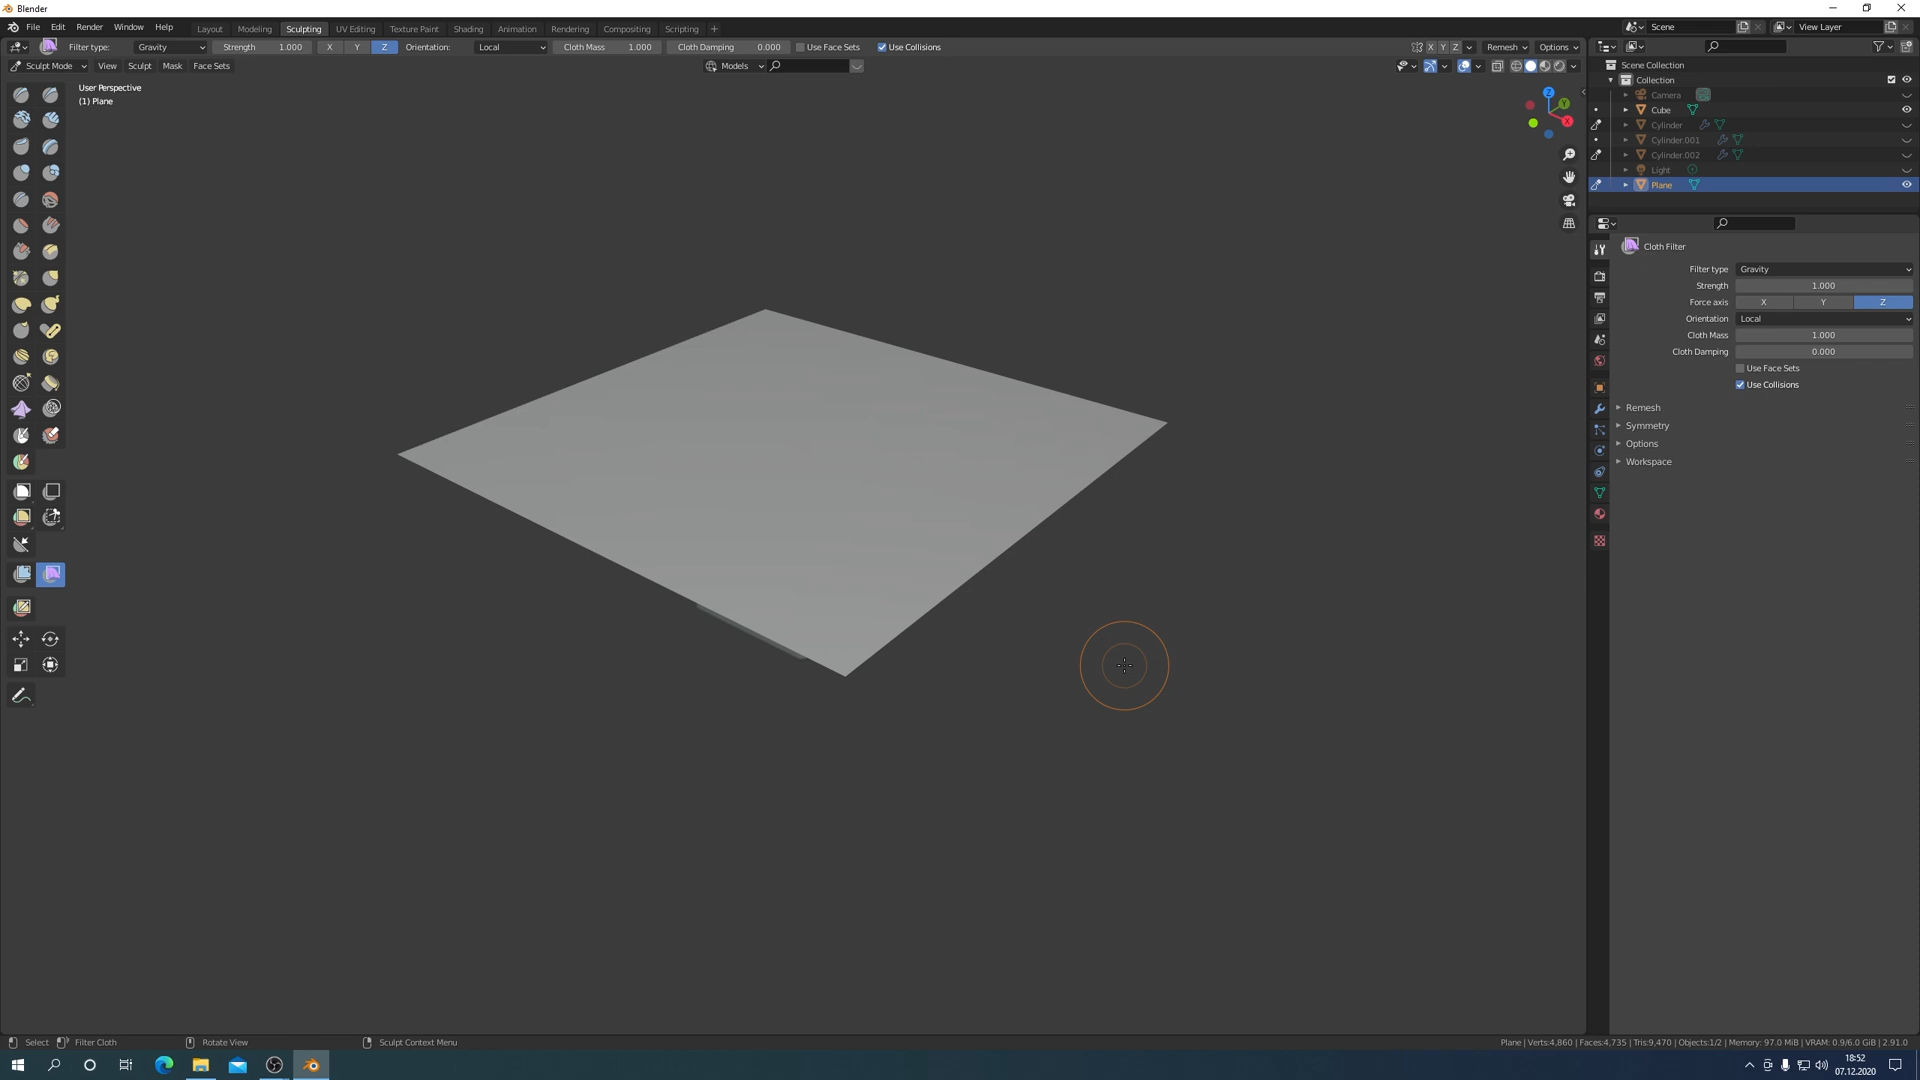 Blender
File Edit Render Window Help Layout Modeling Sculpting UV Editing Texture Paint Shading Animation Rendering Compositing Scripting + Scene View Layer
Filter type: Gravity Strength 1.000 X Y Z Orientation: Local Cloth Mass 1.000 Cloth Damping 0.000 Use Face Sets Use Collisions X Y Z Remesh Options
Sculpt Mode View Sculpt Mask Face Sets Models
User Perspective
(1) Plane
Z
Y
X
Scene Collection
Collection
Camera
Cube
Cylinder
Cylinder.001
Cylinder.002
Light
Plane
Cloth Filter
Filter type Gravity
Strength 1.000
Force axis X Y Z
Orientation Local
Cloth Mass 1.000
Cloth Damping 0.000
Use Face Sets
Use Collisions
Remesh
Symmetry
Options
Workspace
Select Filter Cloth Rotate View Sculpt Context Menu Plane | Verts:4,860 | Faces:4,735 | Tris:9,470 | Objects:1/2 | Memory: 97.0 MiB | VRAM: 0.9/6.0 GiB | 2.91.0
18:52
07.12.2020